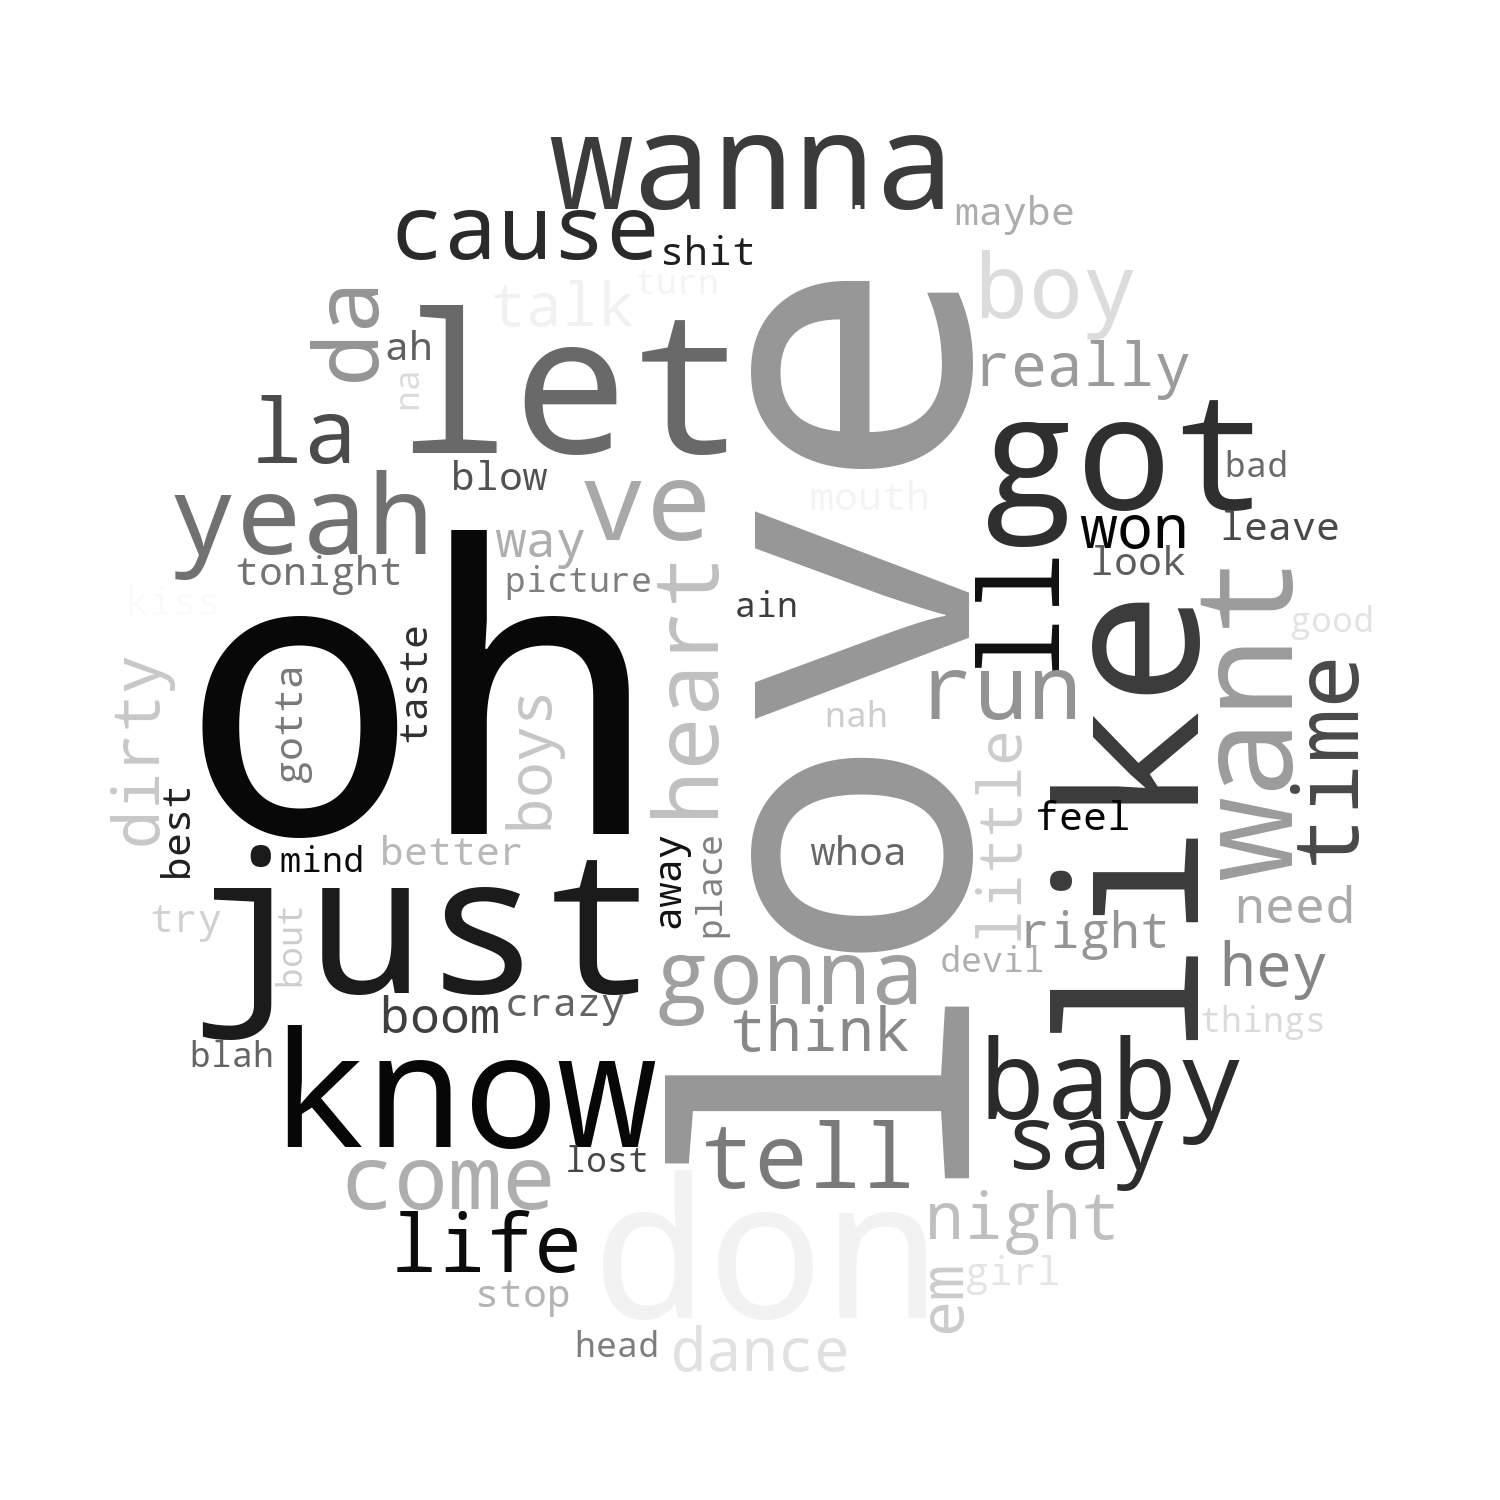 wanna
cause
shit
maybe
boy
da
talk
turn
ah
na
let
love
really
la
got
bad
yeah
blow
ve
mouth
won
leave
way
tonight
picture
look
kiss
heart
ain
ll
want
good
oh
taste
gotta
boys
dirty
nah
run
little
like
time
best
feel
mind
better
away
place
whoa
just
try
bout
right
need
gonna
devil
hey
boom
crazy
think
things
blah
know
baby
say
tell
lost
come
don
night
life
em
girl
stop
head
dance